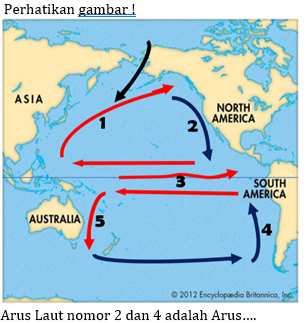 Perhatikan gambar !
ASIA
NORTH
AMERICA
1
2
3
SOUTH
AMERICA
AUSTRALIA
5
4
© 2012 Encyclopædia Britannica, Inc.
Arus Laut nomor 2 dan 4 adalah Arus....